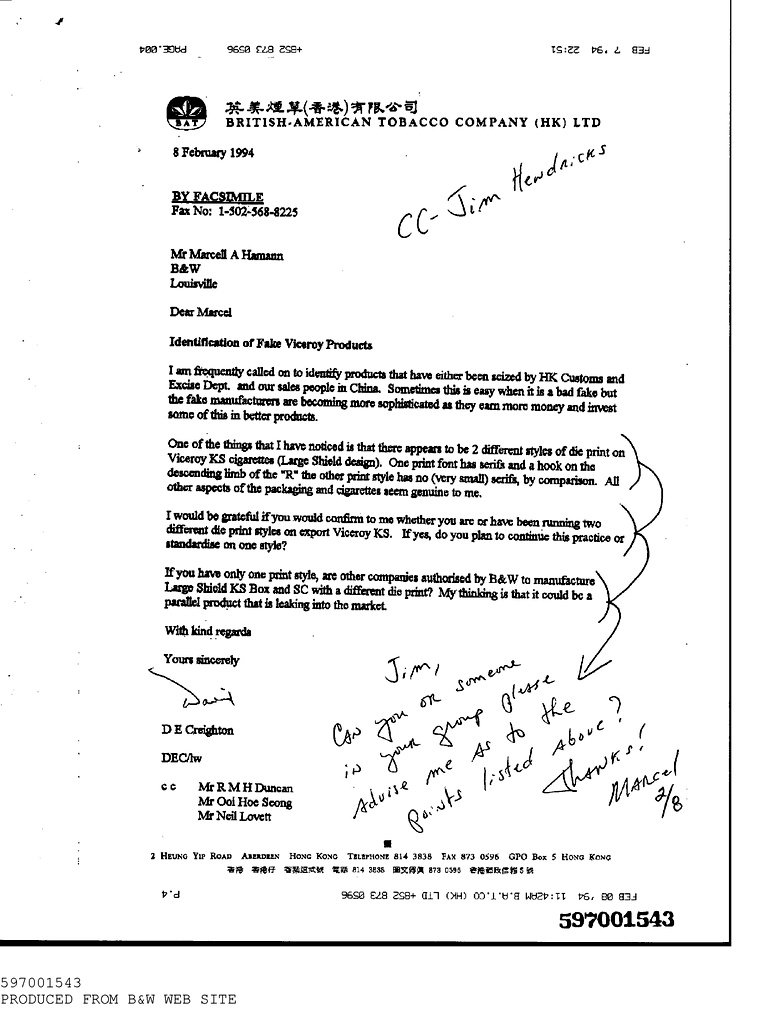 PAGE.004 +852 873 0596 FEB 7 '94 22:51
BAT
英美煙草(香港)有限公司
BRITISH-AMERICAN TOBACCO COMPANY (HK) LTD
8 February 1994
CC- Jim Hendricks
BY FACSIMILE
Fax No: 1-502-568-8225
Mr Marcell A Hamann
B&W
Louisville
Dear Marcel
Identification of Fake Viceroy Products
I am frequently called on to identify products that have either been seized by HK Customs and
Excise Dept. and our sales people in China. Sometimes this is easy when it is a bad fake but
the fake manufacturers are becoming more sophisticated as they earn more money and invest
some of this in better products.
One of the things that I have noticed is that there appears to be 2 different styles of die print on
Viceroy KS cigarettes (Large Shield design). One print font has serifs and a hook on the
descending limb of the "R" the other print style has no (very small) serifs, by comparison. All
other aspects of the packaging and cigarettes seem genuine to me.
I would be grateful if you would confirm to me whether you are or have been running two
different die print styles on export Viceroy KS. If yes, do you plan to continue this practice or
standardise on one style?
If you have only one print style, are other companies authorised by B&W to manufacture
Large Shield KS Box and SC with a different die print? My thinking is that it could be a
parallel product that is leaking into the market.
With kind regards
Yours sincerely
David
D E Creighton
DEC/lw
c c Mr R M H Duncan
Mr Ooi Hoe Seong
Mr Neil Lovett
Jim,
Can you or someone
in your group please
advise me as to the
points listed above?
Thanks!
Marcel
2/8
2 HEUNG YIP ROAD ABERDEEN HONG KONG TELEPHONE 814 3838 FAX 873 0596 GPO BOX 5 HONG KONG
香港 香港仔 香葉道弍號 電話 814 3838 圖文傳真 873 0596 香港郵政信箱 5 號
P.4 FEB 08 '94 11:42AM B.A.T.CO (HK) LTD +852 873 0596
597001543
597001543
PRODUCED FROM B&W WEB SITE